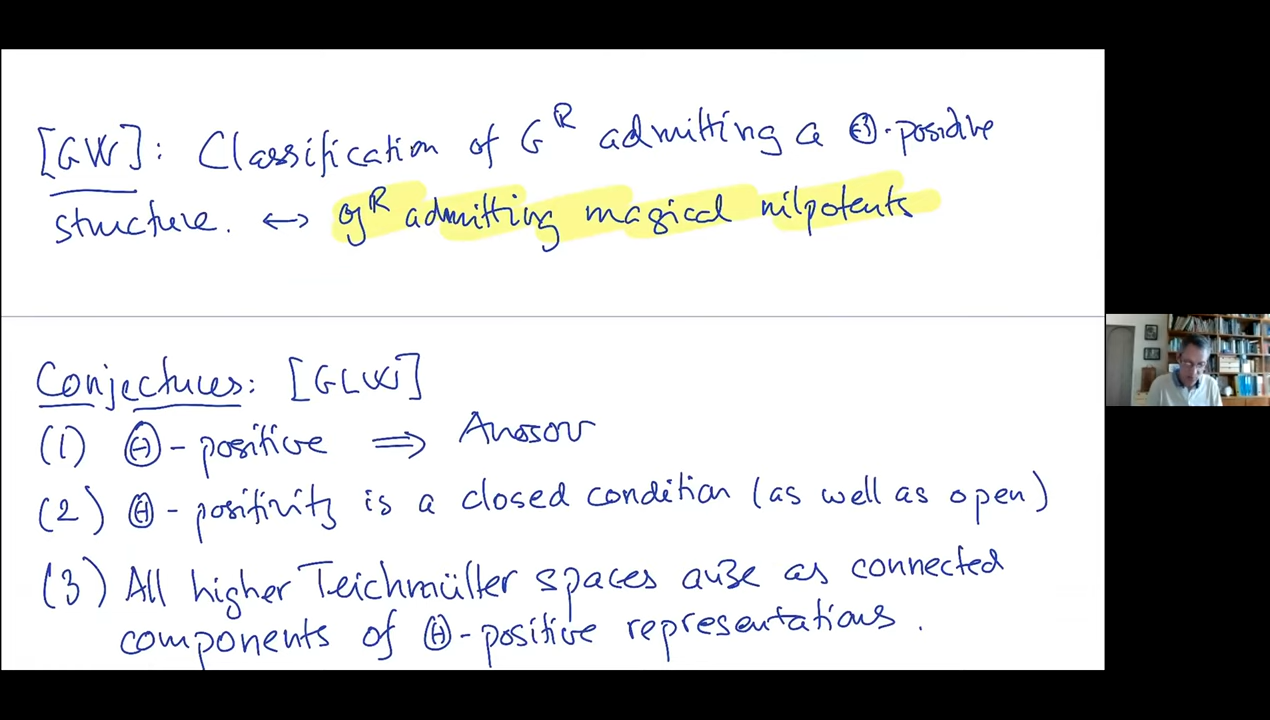 [GW]: Classification of G^ℝ admitting a Θ-positive
structure. ↔ 𝔤^ℝ admitting magical nilpotents
Conjectures: [GLW]
(1) Θ-positive ⟹ Anosov
(2) Θ-positivity is a closed condition (as well as open)
(3) All higher Teichmüller spaces arise as connected
components of Θ-positive representations.